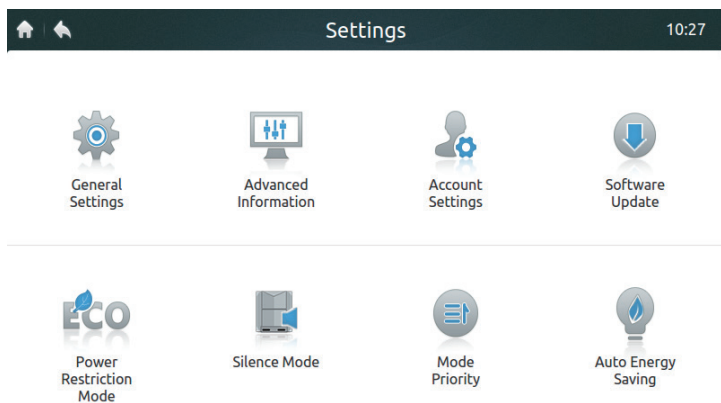 Settings
10:27
General
Settings
Advanced
Information
Account
Settings
Software
Update
ECO
Power
Restriction
Mode
Silence Mode
Mode
Priority
Auto Energy
Saving